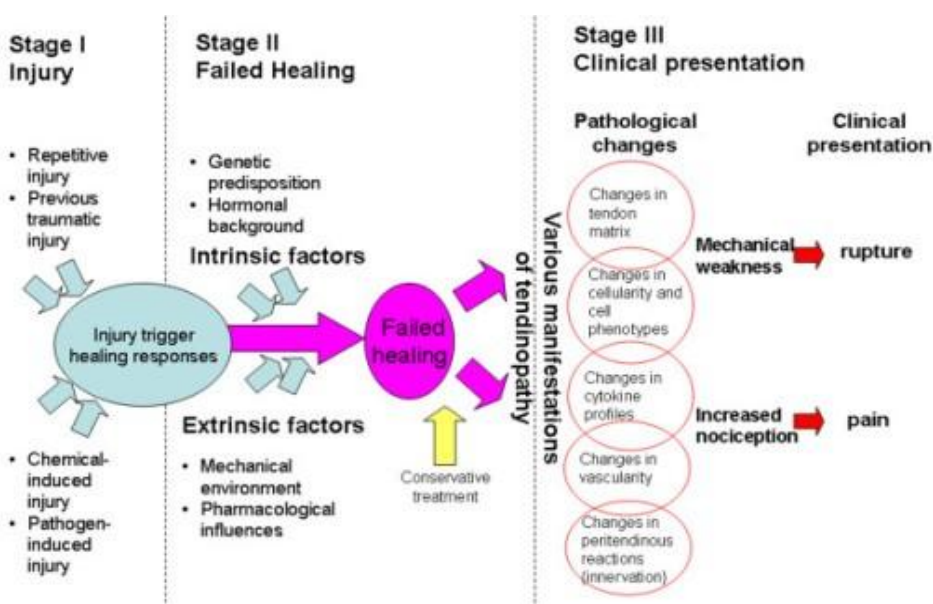 Stage I
Injury
• Repetitive
injury
• Previous
traumatic
injury
Injury trigger
healing responses
• Chemical-
induced
injury
• Pathogen-
induced
injury
Stage II
Failed Healing
• Genetic
predisposition
• Hormonal
background
Intrinsic factors
Failed
healing
Extrinsic factors
• Mechanical
environment
• Pharmacological
influences
Conservative
treatment
Various manifestations
of tendinopathy
Stage III
Clinical presentation
Pathological
changes
Clinical
presentation
Changes in
tendon
matrix
Changes in
cellularity and
cell
phenotypes
Changes in
cytokine
profiles
Changes in
vascularity
Changes in
peritendinous
reactions
(innervation)
Mechanical
weakness
rupture
Increased
nociception
pain